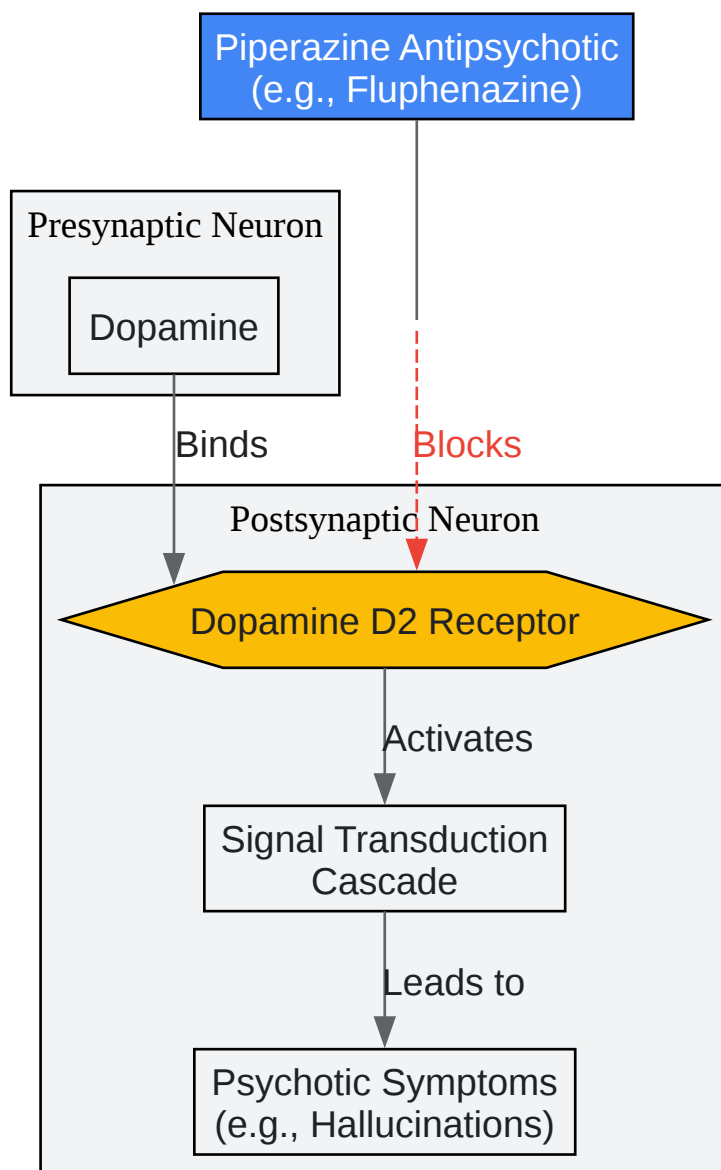 Piperazine Antipsychotic
(e.g., Fluphenazine)
Presynaptic Neuron
Dopamine
Binds
Blocks
Postsynaptic Neuron
Dopamine D2 Receptor
Activates
Signal Transduction
Cascade
Leads to
Psychotic Symptoms
(e.g., Hallucinations)